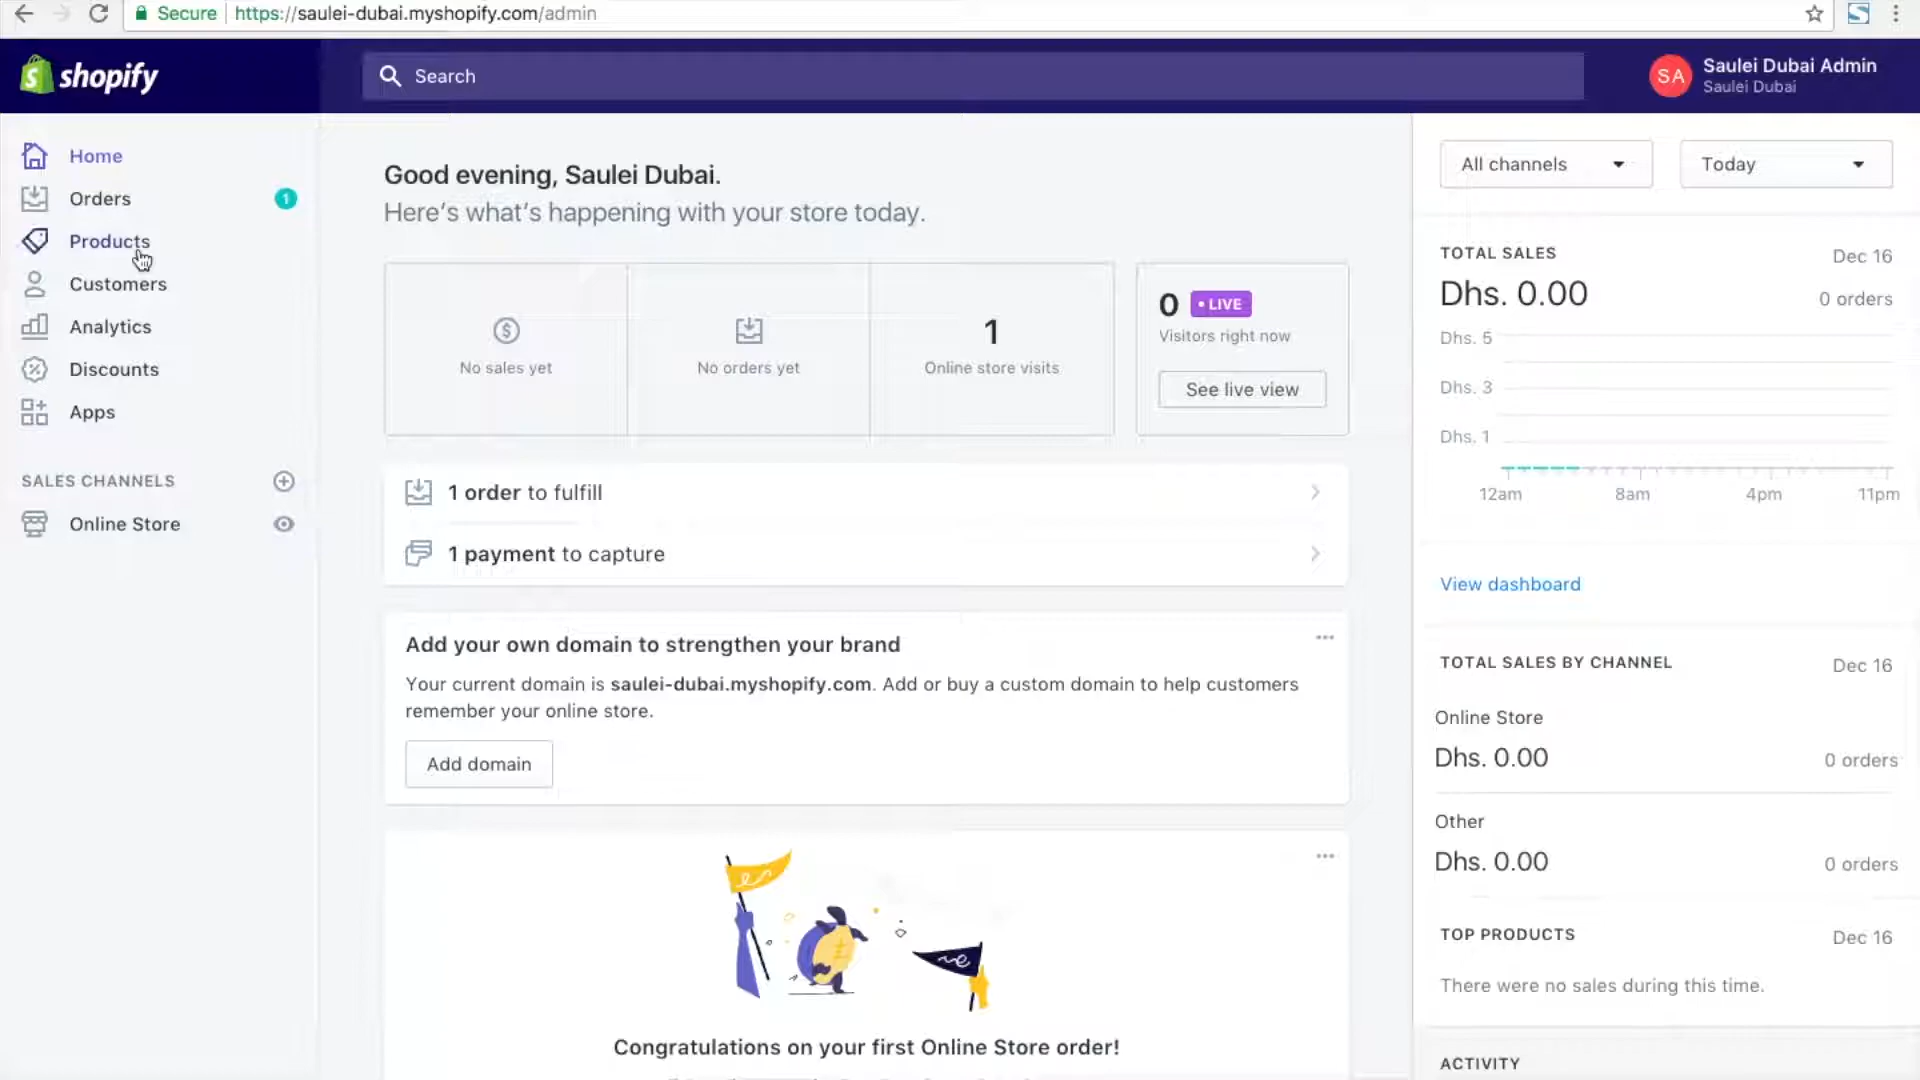 Secure
https://saulei-dubai.myshopify.com/admin
shopify
Search
SA
Saulei Dubai Admin
Saulei Dubai
Home
Orders
1
Products
Customers
Analytics
Discounts
Apps
SALES CHANNELS
Online Store
Good evening, Saulei Dubai.
Here's what's happening with your store today.
No sales yet
No orders yet
1
Online store visits
0 • LIVE
Visitors right now
See live view
1 order to fulfill
1 payment to capture
Add your own domain to strengthen your brand
Your current domain is saulei-dubai.myshopify.com. Add or buy a custom domain to help customers
remember your online store.
Add domain
Congratulations on your first Online Store order!
All channels
Today
TOTAL SALES
Dec 16
Dhs. 0.00
0 orders
Dhs. 5
Dhs. 3
Dhs. 1
12am
8am
4pm
11pm
View dashboard
TOTAL SALES BY CHANNEL
Dec 16
Online Store
Dhs. 0.00
0 orders
Other
Dhs. 0.00
0 orders
TOP PRODUCTS
Dec 16
There were no sales during this time.
ACTIVITY